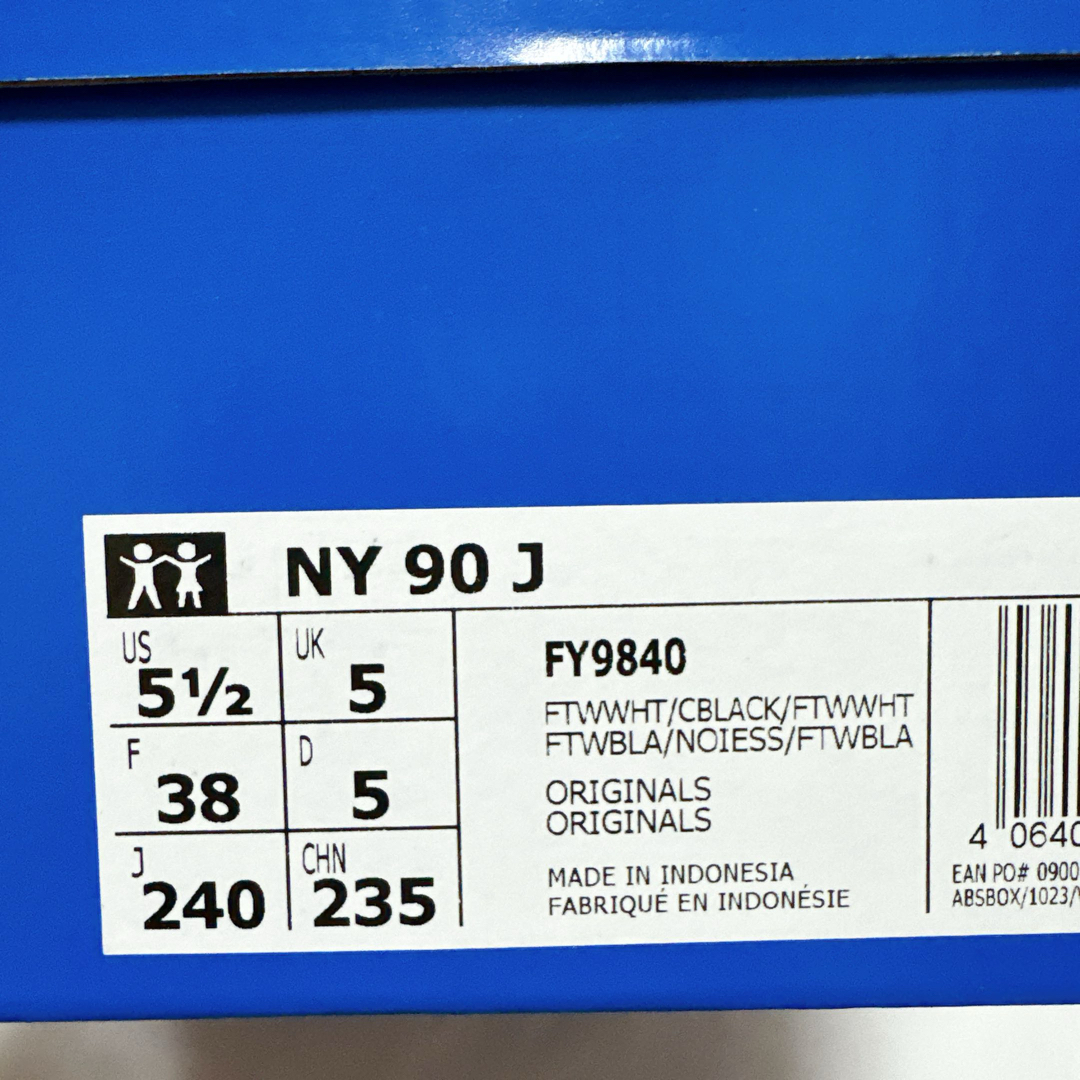 NY 90 J
US
5½
UK
5
F
38
D
5
J
240
CHN
235
FY9840
FTWWHT/CBLACK/FTWWHT
FTWBLA/NOIESS/FTWBLA
ORIGINALS
ORIGINALS
MADE IN INDONESIA
FABRIQUÉ EN INDONÉSIE
4 0640
EAN PO# 0900
ABSBOX/1023/